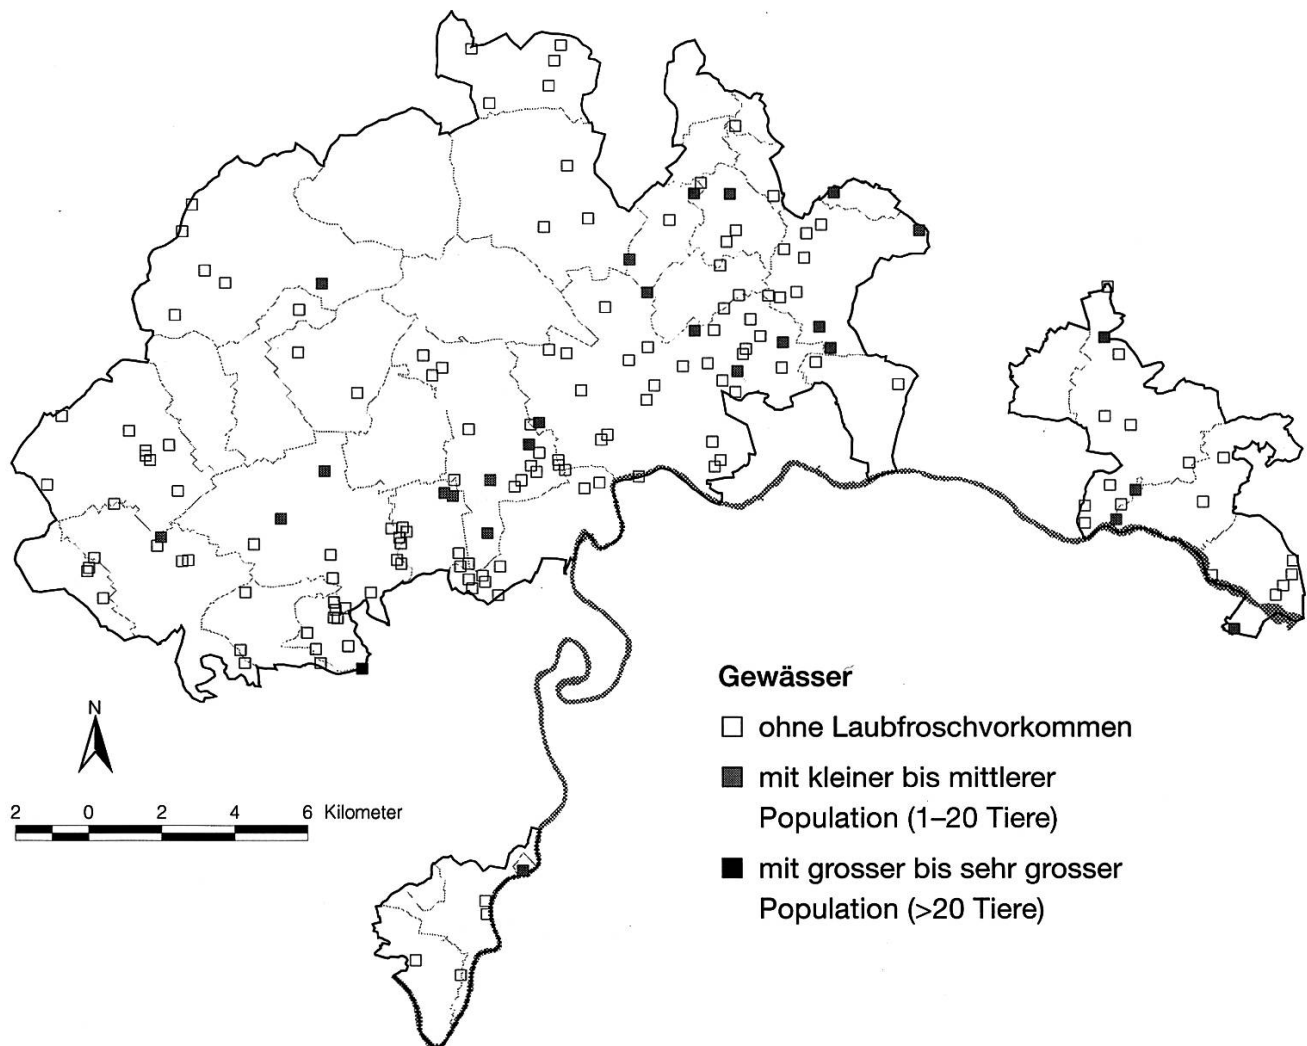 Gewässer
ohne Laubfroschvorkommen
mit kleiner bis mittlerer
Population (1–20 Tiere)
mit grosser bis sehr grosser
Population (>20 Tiere)
N
2 0 2 4 6 Kilometer